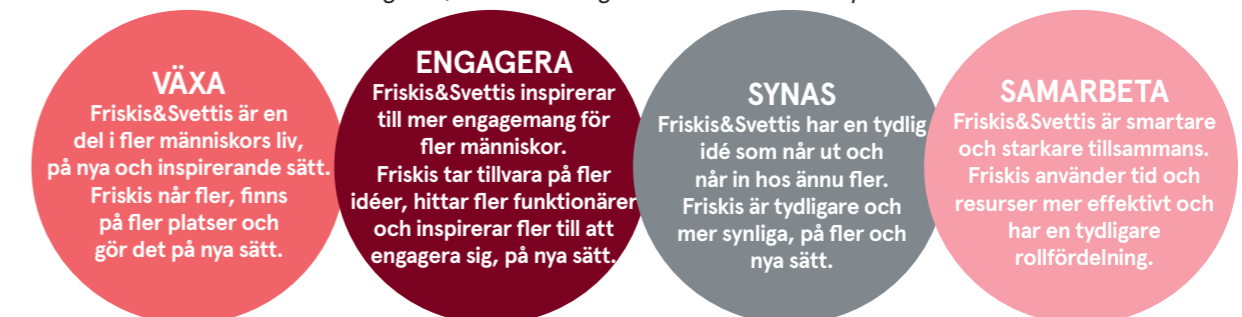 VÄXA
Friskis&Svettis är en
del i fler människors liv,
på nya och inspirerande sätt.
Friskis når fler, finns
på fler platser och
gör det på nya sätt.
ENGAGERA
Friskis&Svettis inspirerar
till mer engagemang för
fler människor.
Friskis tar tillvara på fler
idéer, hittar fler funktionärer
och inspirerar fler till att
engagera sig, på nya sätt.
SYNAS
Friskis&Svettis har en tydlig
idé som når ut och
når in hos ännu fler.
Friskis är tydligare och
mer synliga, på fler och
nya sätt.
SAMARBETA
Friskis&Svettis är smartare
och starkare tillsammans.
Friskis använder tid och
resurser mer effektivt och
har en tydligare
rollfördelning.